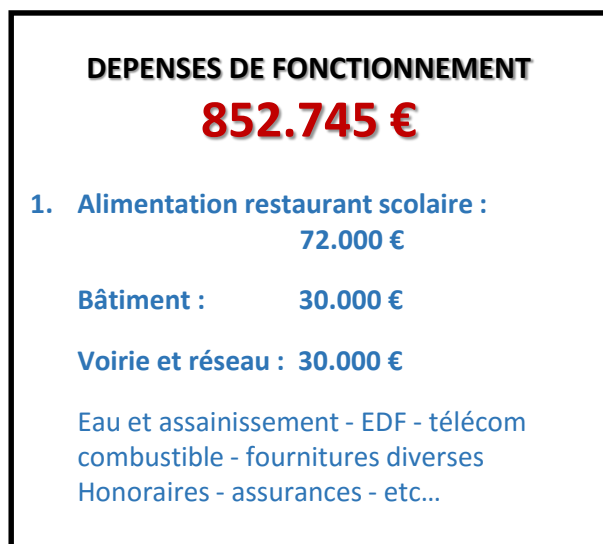 DEPENSES DE FONCTIONNEMENT
852.745 €
1. Alimentation restaurant scolaire :
72.000 €
Bâtiment : 30.000 €
Voirie et réseau : 30.000 €
Eau et assainissement - EDF - télécom
combustible - fournitures diverses
Honoraires - assurances - etc…